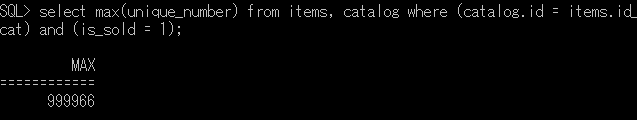 SQL> select max(unique_number) from items, catalog where (catalog.id = items.id_
cat) and (is_sold = 1);
MAX
============
999966